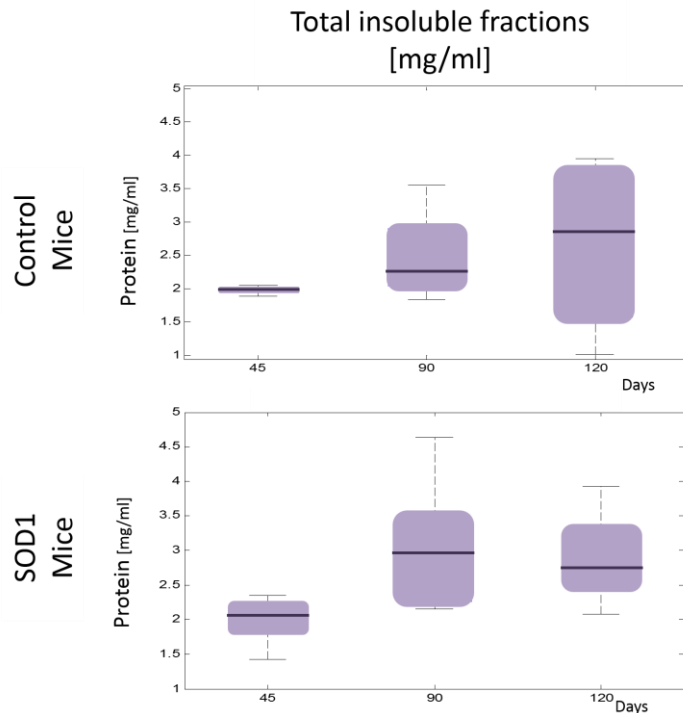 Total insoluble fractions
[mg/ml]
Control
Mice
Protein [mg/ml]
5
4.5
4
3.5
3
2.5
2
1.5
1
45
90
120
Days
SOD1
Mice
Protein [mg/ml]
5
4.5
4
3.5
3
2.5
2
1.5
1
45
90
120
Days